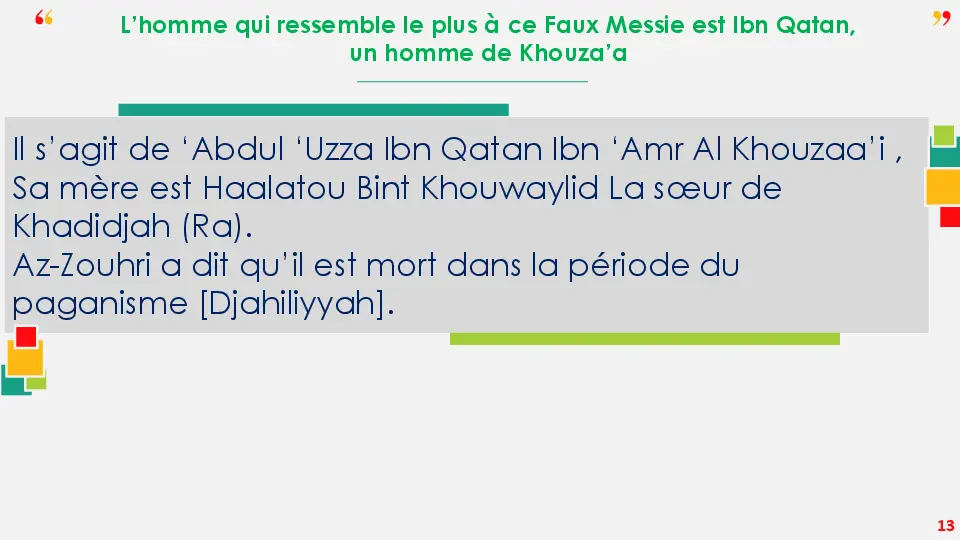 “
”
L’homme qui ressemble le plus à ce Faux Messie est Ibn Qatan,
un homme de Khouza’a
Il s’agit de ‘Abdul ‘Uzza Ibn Qatan Ibn ‘Amr Al Khouzaa’i ,
Sa mère est Haalatou Bint Khouwaylid La sœur de
Khadidjah (Ra).
Az-Zouhri a dit qu’il est mort dans la période du
paganisme [Djahiliyyah].
13